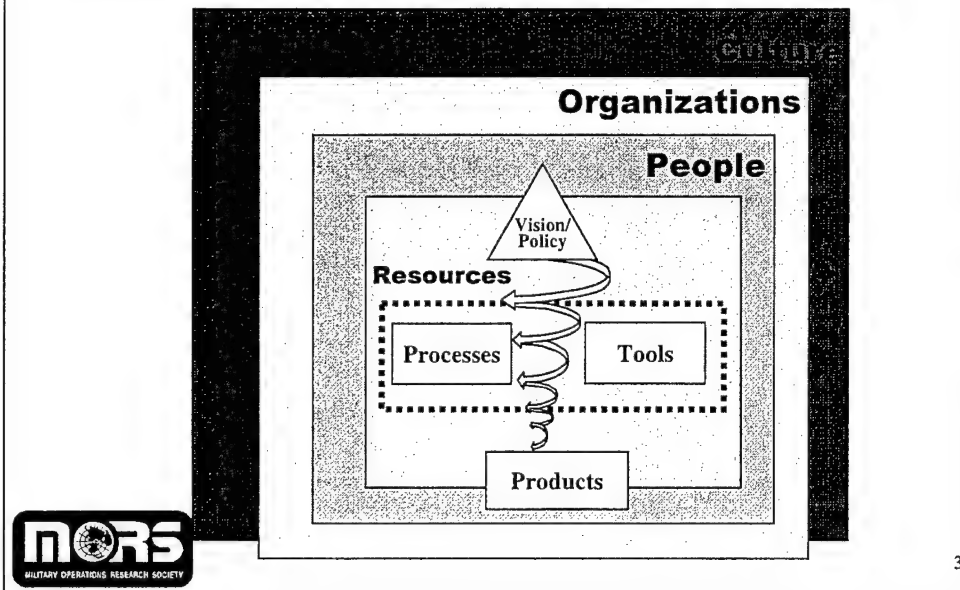 Culture
Organizations
People
Vision/
Policy
Resources
Processes
Tools
Products
MORS
MILITARY OPERATIONS RESEARCH SOCIETY
3